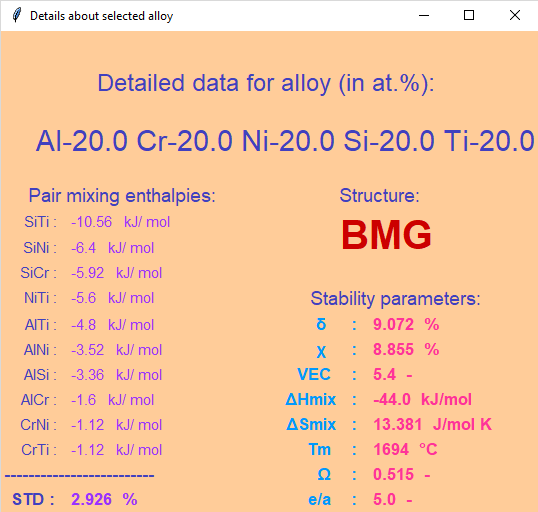 Details about selected alloy
Detailed data for alloy (in at.%):
Al-20.0 Cr-20.0 Ni-20.0 Si-20.0 Ti-20.0
Pair mixing enthalpies:
SiTi : -10.56 kJ/ mol
SiNi : -6.4 kJ/ mol
SiCr : -5.92 kJ/ mol
NiTi : -5.6 kJ/ mol
AlTi : -4.8 kJ/ mol
AlNi : -3.52 kJ/ mol
AlSi : -3.36 kJ/ mol
AlCr : -1.6 kJ/ mol
CrNi : -1.12 kJ/ mol
CrTi : -1.12 kJ/ mol
-------------------------
STD : 2.926 %
Structure:
BMG
Stability parameters:
δ : 9.072 %
χ : 8.855 %
VEC : 5.4 -
ΔHmix : -44.0 kJ/mol
ΔSmix : 13.381 J/mol K
Tm : 1694 °C
Ω : 0.515 -
e/a : 5.0 -